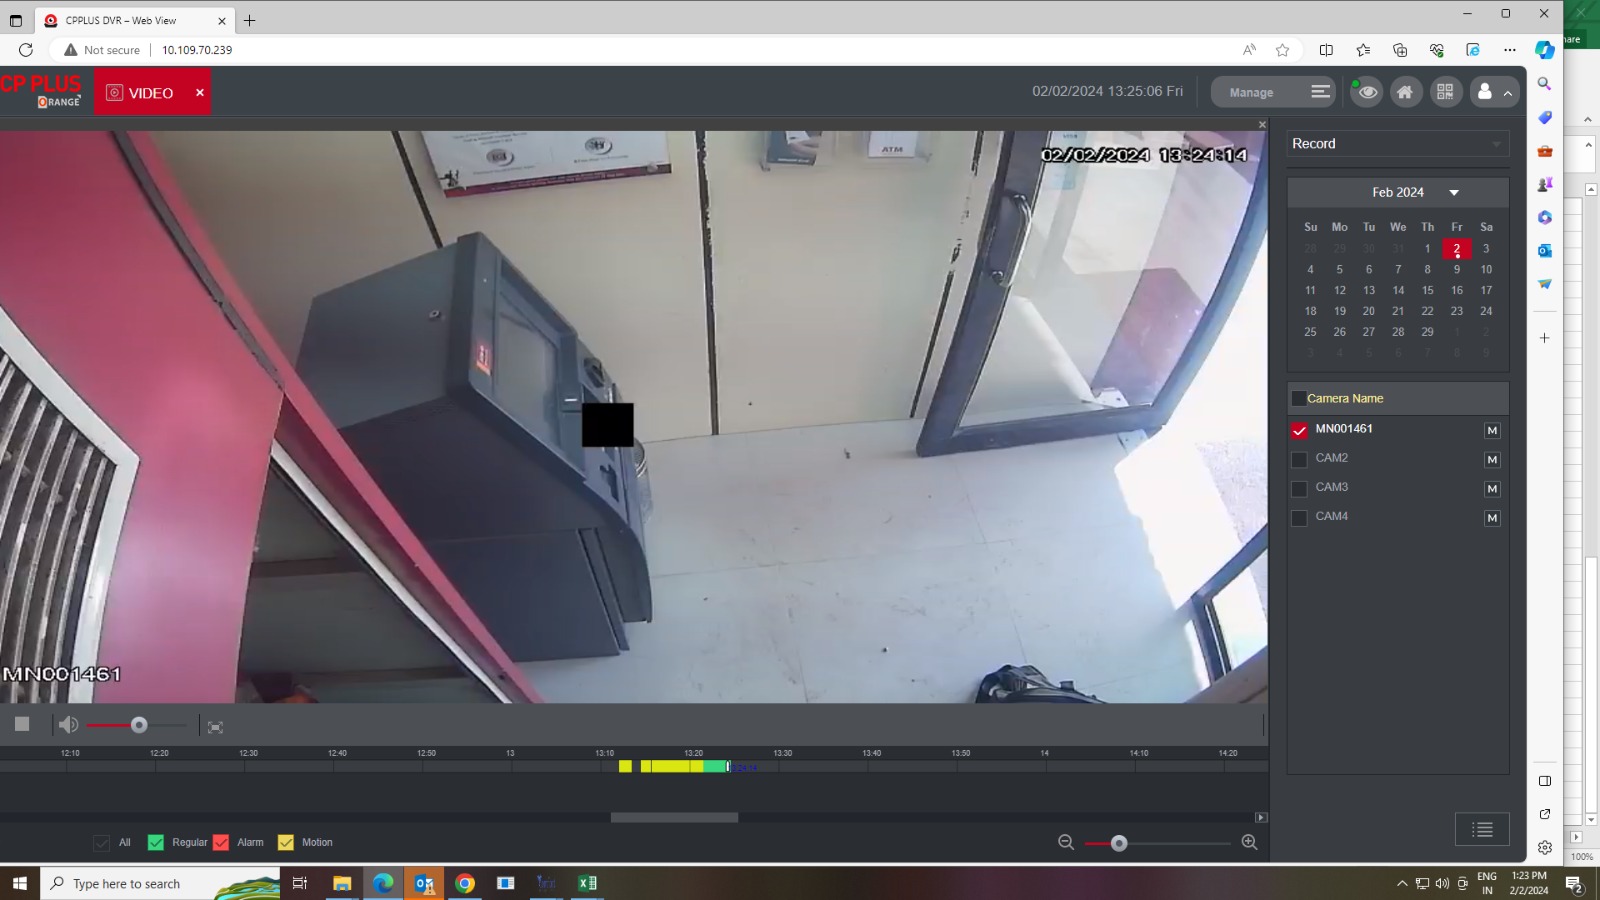 CPPLUS DVR – Web View
Not secure
10.109.70.239
hare
CP PLUS
ORANGE
VIDEO
02/02/2024 13:25:06 Fri
Manage
ATM
02/02/2024 13:24:14
MN001461
Record
Feb 2024
Su Mo Tu We Th Fr Sa
28 29 30 31 1 2 3
4 5 6 7 8 9 10
11 12 13 14 15 16 17
18 19 20 21 22 23 24
25 26 27 28 29 1 2
3 4 5 6 7 8 9
Camera Name
MN001461 M
CAM2 M
CAM3 M
CAM4 M
12:10 12:20 12:30 12:40 12:50 13 13:10 13:20 13:30 13:40 13:50 14 14:10 14:20
All Regular Alarm Motion
100%
Type here to search
ENG
IN
1:23 PM
2/2/2024
2